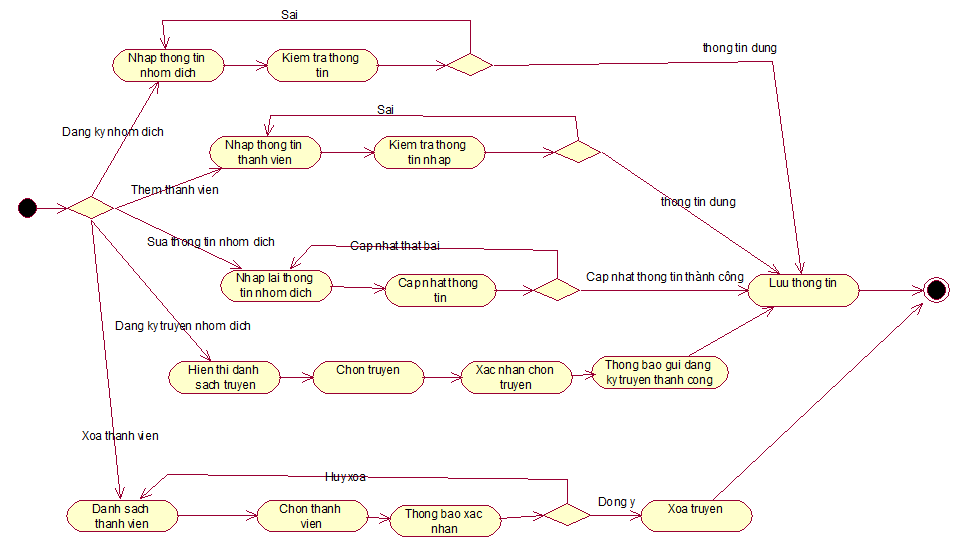 Sai
thong tin dung
Nhap thong tin
nhom dich
Kiem tra thong
tin
Sai
Dang ky nhom dich
Nhap thong tin
thanh vien
Kiem tra thong
tin nhap
Them thanh vien
thong tin dung
Sua thong tin nhom dich
Cap nhat that bai
Nhap lai thong
tin nhom dich
Cap nhat thong
tin
Cap nhat thong tin thành công
Luu thong tin
Dang ky truyen nhom dich
Hien thi danh
sach truyen
Chon truyen
Xac nhan chon
truyen
Thong bao gui dang
ky truyen thanh cong
Xoa thanh vien
Huy xoa
Danh sach
thanh vien
Chon thanh
vien
Thong bao xac
nhan
Dong y
Xoa truyen